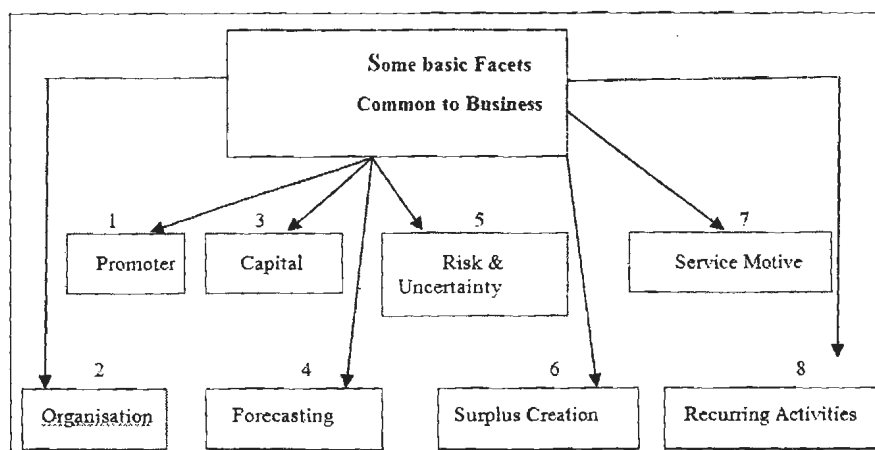 Some basic Facets
Common to Business
1
3
5
7
Promoter
Capital
Risk &
Uncertainty
Service Motive
2
4
6
8
Organisation
Forecasting
Surplus Creation
Recurring Activities